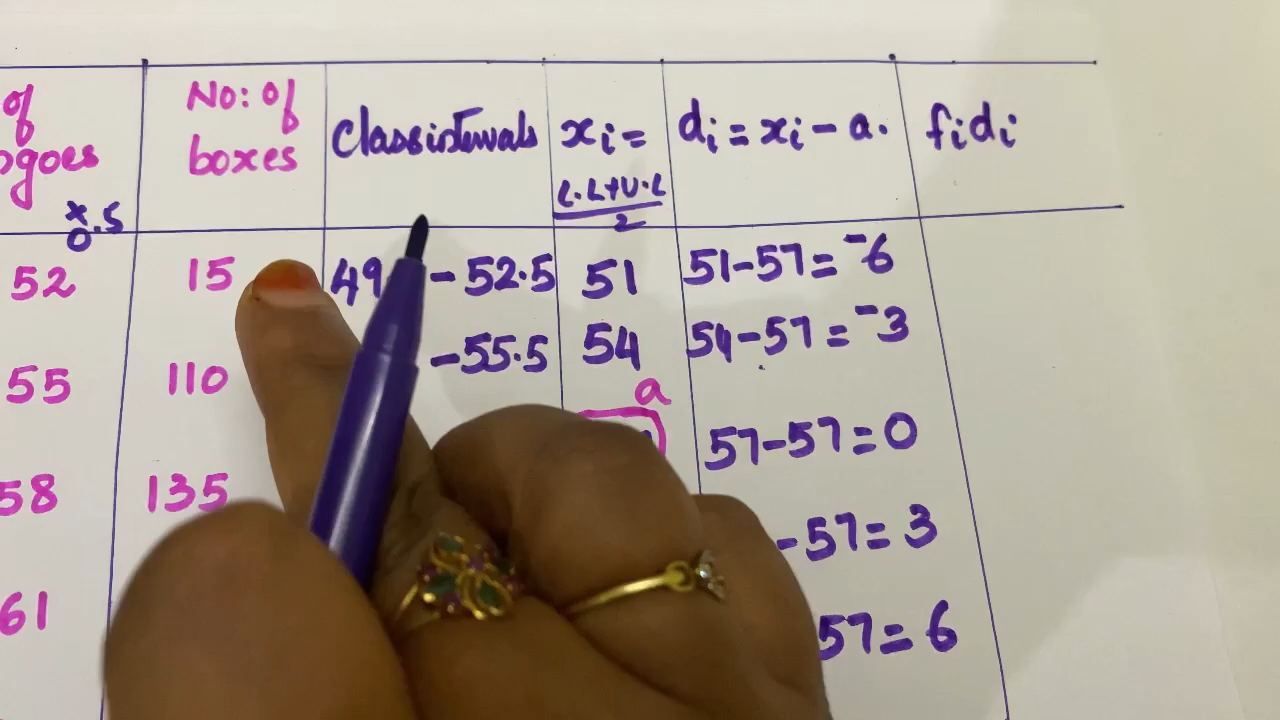 of
No: of
boxes
class intervals
xi =
L.L+U.L
2
di = xi - a.
fidi
x
0.5
52 15 49 - 52.5 51 51-57= -6
55 110 -55.5 54 54-57= -3
a
58 135 57-57=0
-57= 3
61 57= 6